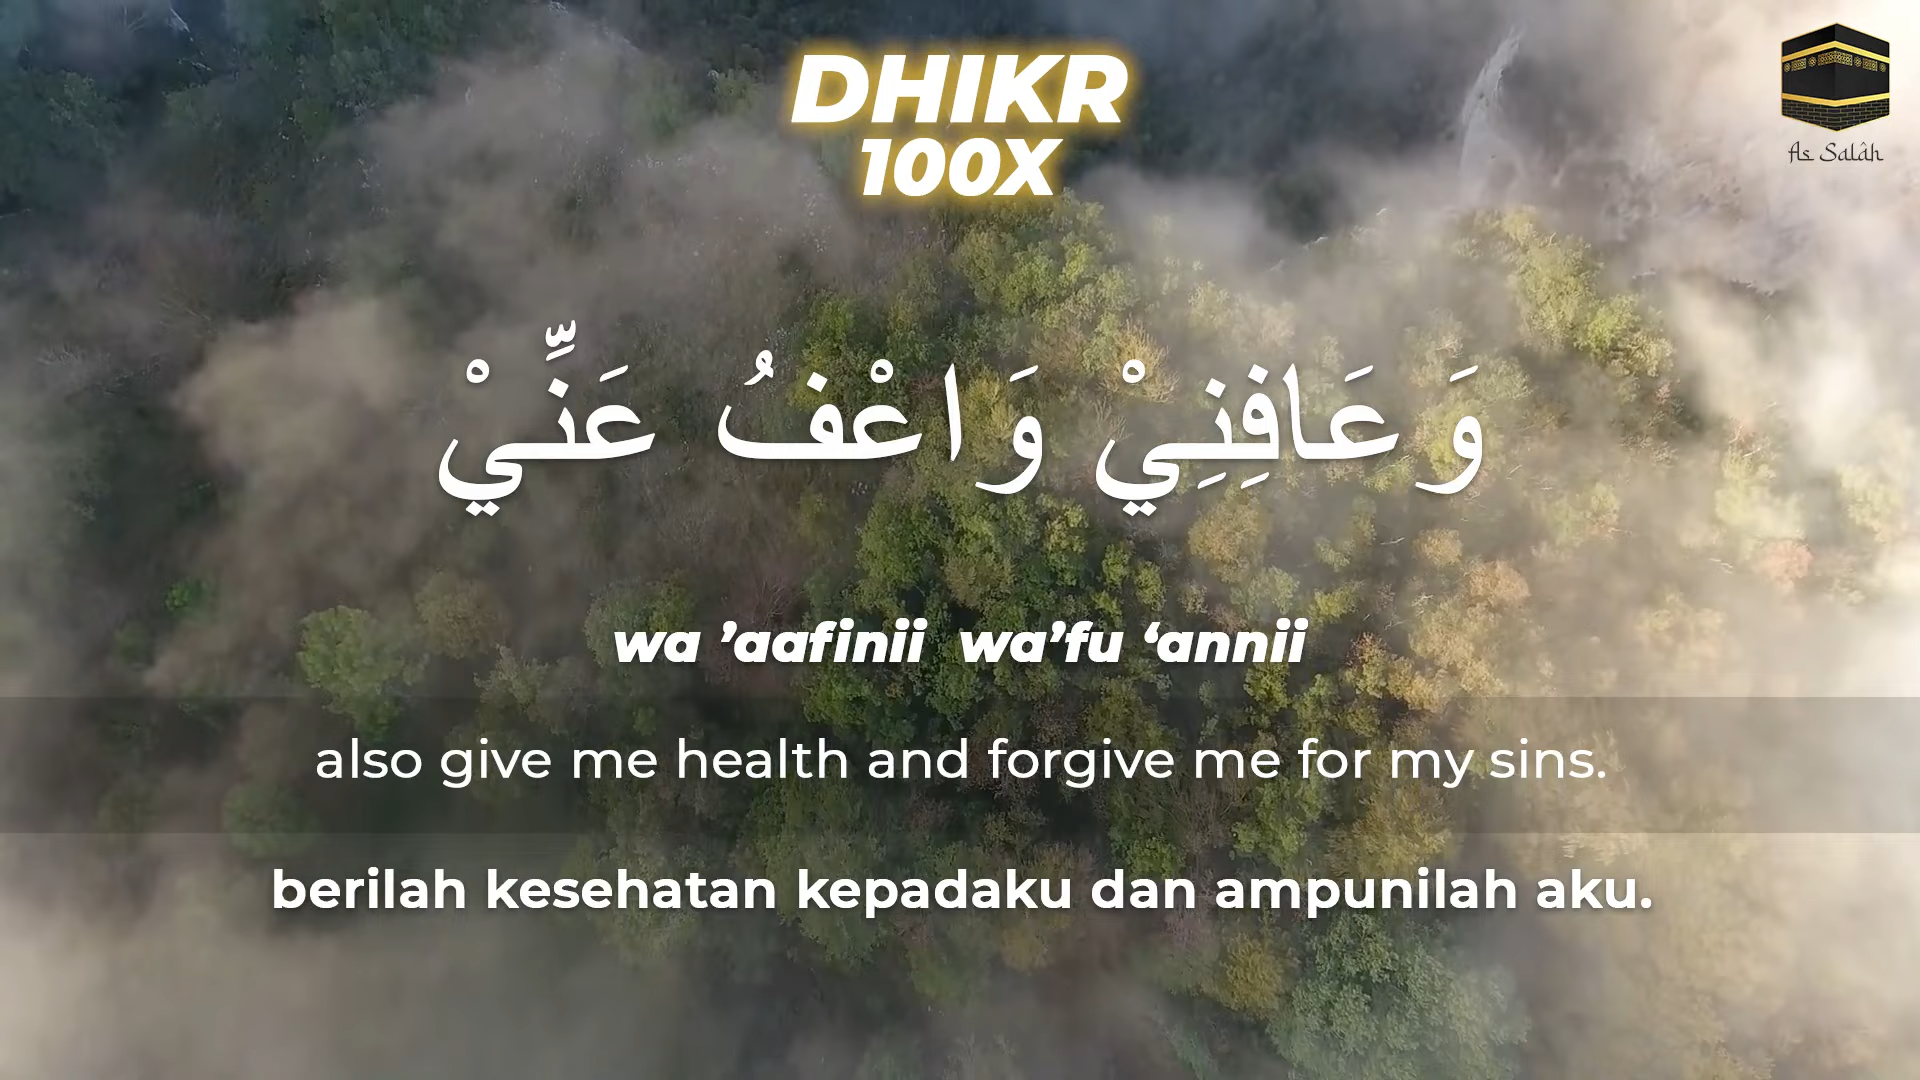 DHIKR
100X
As Salâh
وَعَافِنِيْ وَاعْفُ عَنِّيْ
wa ’aafinii wa’fu ‘annii
also give me health and forgive me for my sins.
berilah kesehatan kepadaku dan ampunilah aku.